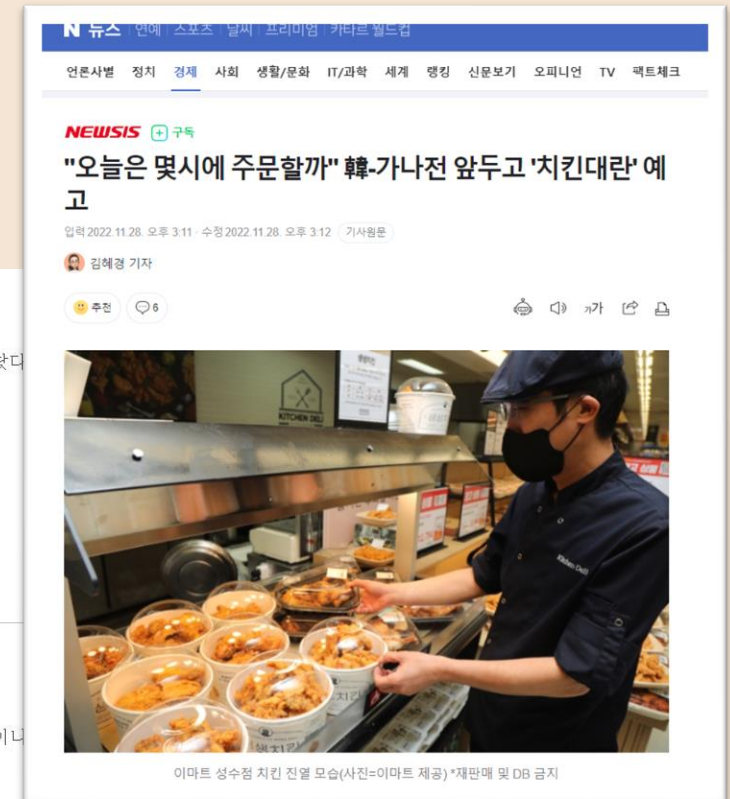 N 뉴스 연예 스포츠 날씨 프리미엄 카타르 월드컵
언론사별 정치 경제 사회 생활/문화 IT/과학 세계 랭킹 신문보기 오피니언 TV 팩트체크
NEWSIS 구독
"오늘은 몇시에 주문할까" 韓-가나전 앞두고 '치킨대란' 예
고
입력 2022.11.28. 오후 3:11 · 수정 2022.11.28. 오후 3:12 기사원문
김혜경 기자
추천 6 가가
KITCHEN DELI
Kitchen Deli
이마트 성수점 치킨 진열 모습(사진=이마트 제공) *재판매 및 DB 금지